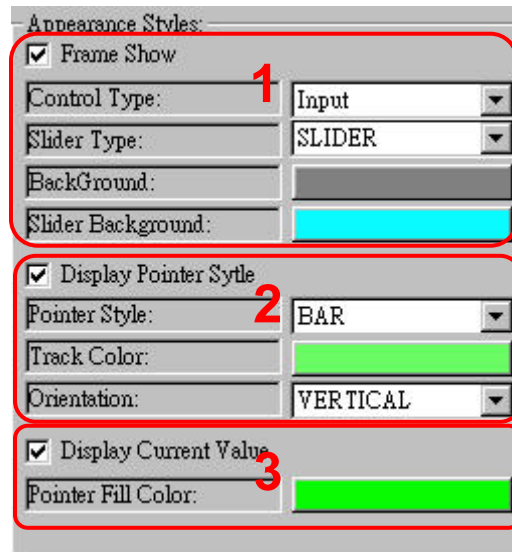 Appearance Styles:
Frame Show
1
Control Type: Input
Slider Type: SLIDER
BackGround:
Slider Background:
Display Pointer Sytle
2
Pointer Style: BAR
Track Color:
Orientation: VERTICAL
Display Current Value
3
Pointer Fill Color: